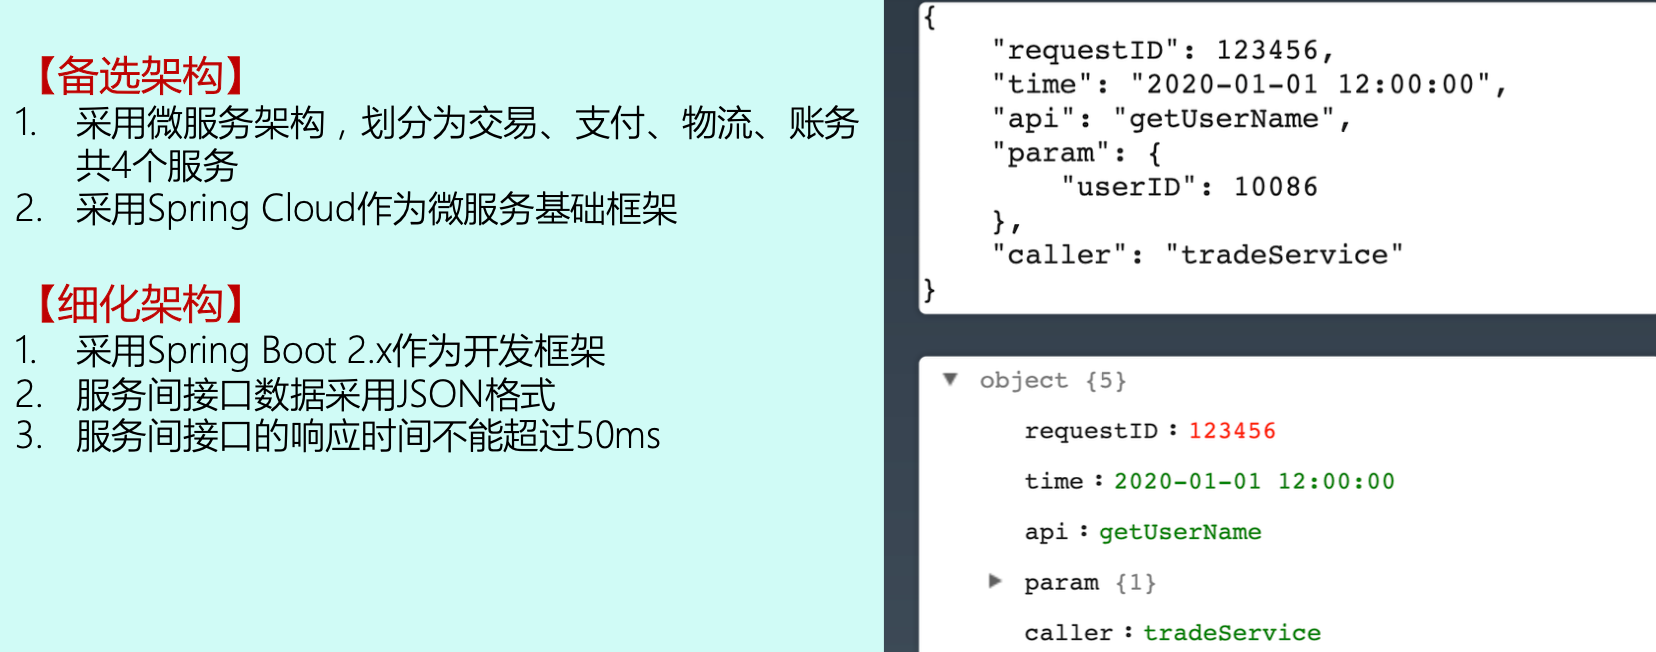 【备选架构】
1. 采用微服务架构，划分为交易、支付、物流、账务
共4个服务
2. 采用Spring Cloud作为微服务基础框架
【细化架构】
1. 采用Spring Boot 2.x作为开发框架
2. 服务间接口数据采用JSON格式
3. 服务间接口的响应时间不能超过50ms
{
"requestID": 123456,
"time": "2020-01-01 12:00:00",
"api": "getUserName",
"param": {
"userID": 10086
},
"caller": "tradeService"
}
▼ object {5}
requestID : 123456
time : 2020-01-01 12:00:00
api : getUserName
▶ param {1}
caller : tradeService